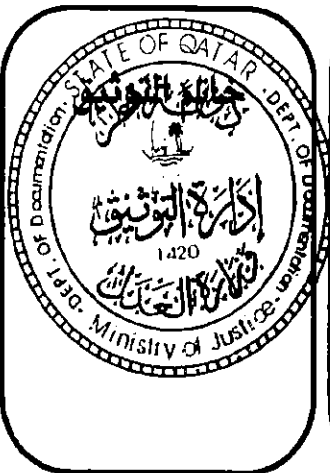 STATE OF QATAR
DEPT. OF Documentation
إدارة التوثيق
1420
وزارة العدل
DEPT. OF Documentation
Ministry of Justice